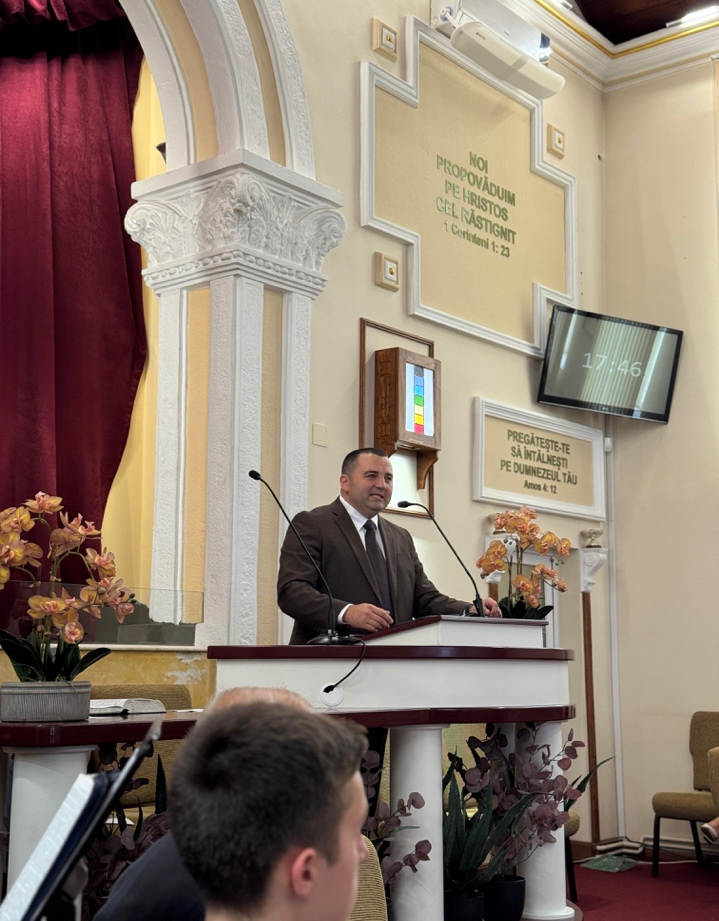 NOI
PROPOVĂDUIM
PE HRISTOS
CEL RĂSTIGNIT
1 Corinteni 1: 23
17:46
PREGĂTEȘTE-TE
SĂ ÎNTÂLNEȘTI
PE DUMNEZEUL TĂU
Amos 4: 12